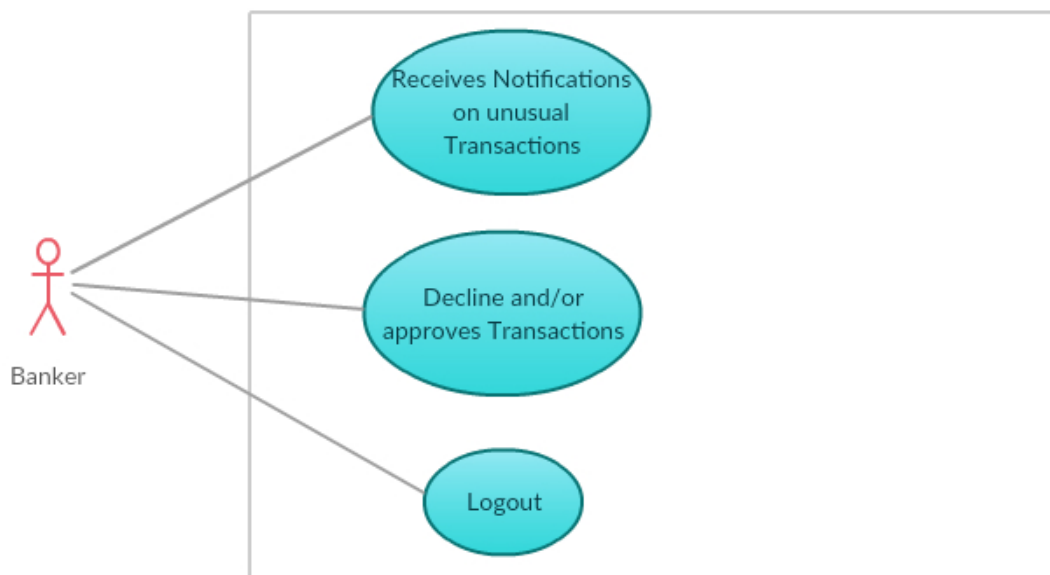 Receives Notifications
on unusual
Transactions
Decline and/or
approves Transactions
Banker
Logout